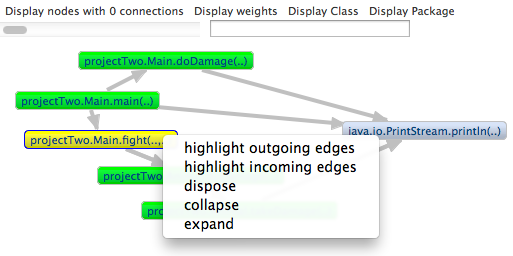 Display nodes with 0 connections Display weights Display Class Display Package
projectTwo.Main.doDamage(..)
projectTwo.Main.main(..)
java.io.PrintStream.println(..)
projectTwo.Main.fight(..,..
highlight outgoing edges
highlight incoming edges
projectTwo
dispose
collapse
expand